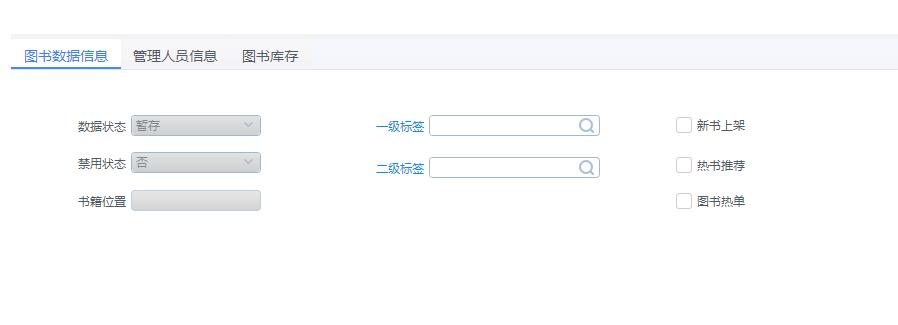 图书数据信息 管理人员信息 图书库存
数据状态 暂存 一级标签 新书上架
禁用状态 否 二级标签 热书推荐
书籍位置 图书热单